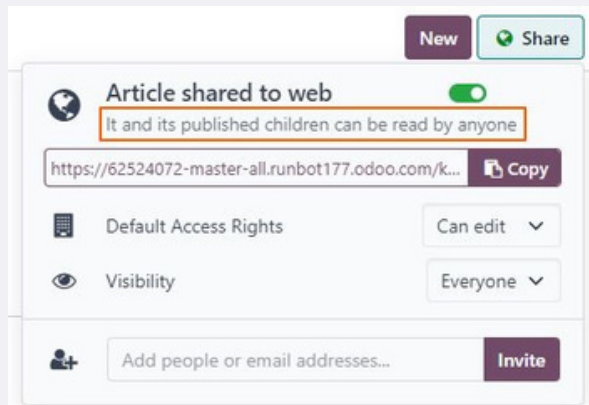 New Share
Article shared to web
It and its published children can be read by anyone
https://62524072-master-all.runbot177.odoo.com/k... Copy
Default Access Rights Can edit
Visibility Everyone
Add people or email addresses... Invite